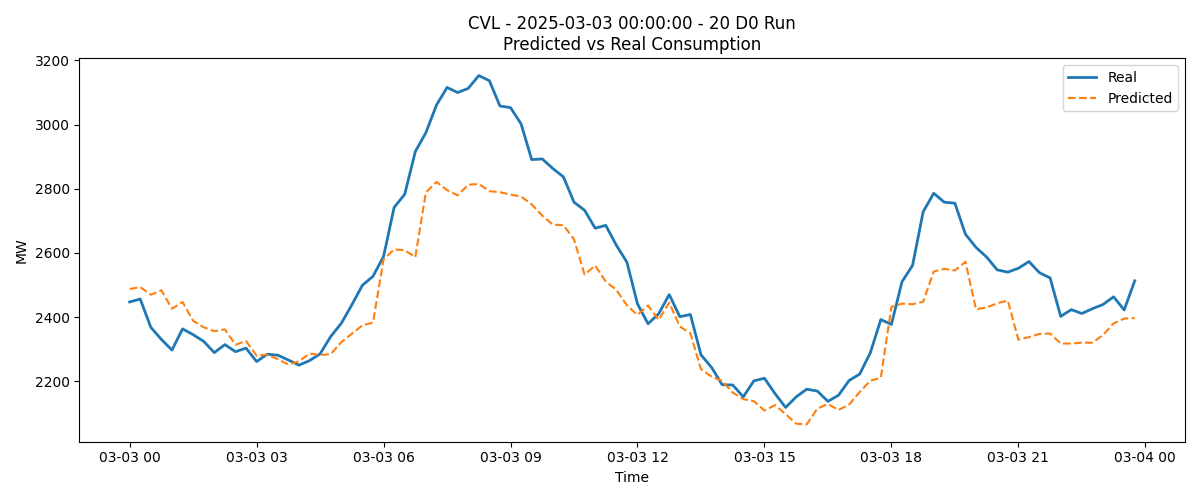 CVL - 2025-03-03 00:00:00 - 20 D0 Run
Predicted vs Real Consumption
Real
Predicted
MW
3200
3000
2800
2600
2400
2200
03-03 00
03-03 03
03-03 06
03-03 09
03-03 12
03-03 15
03-03 18
03-03 21
03-04 00
Time